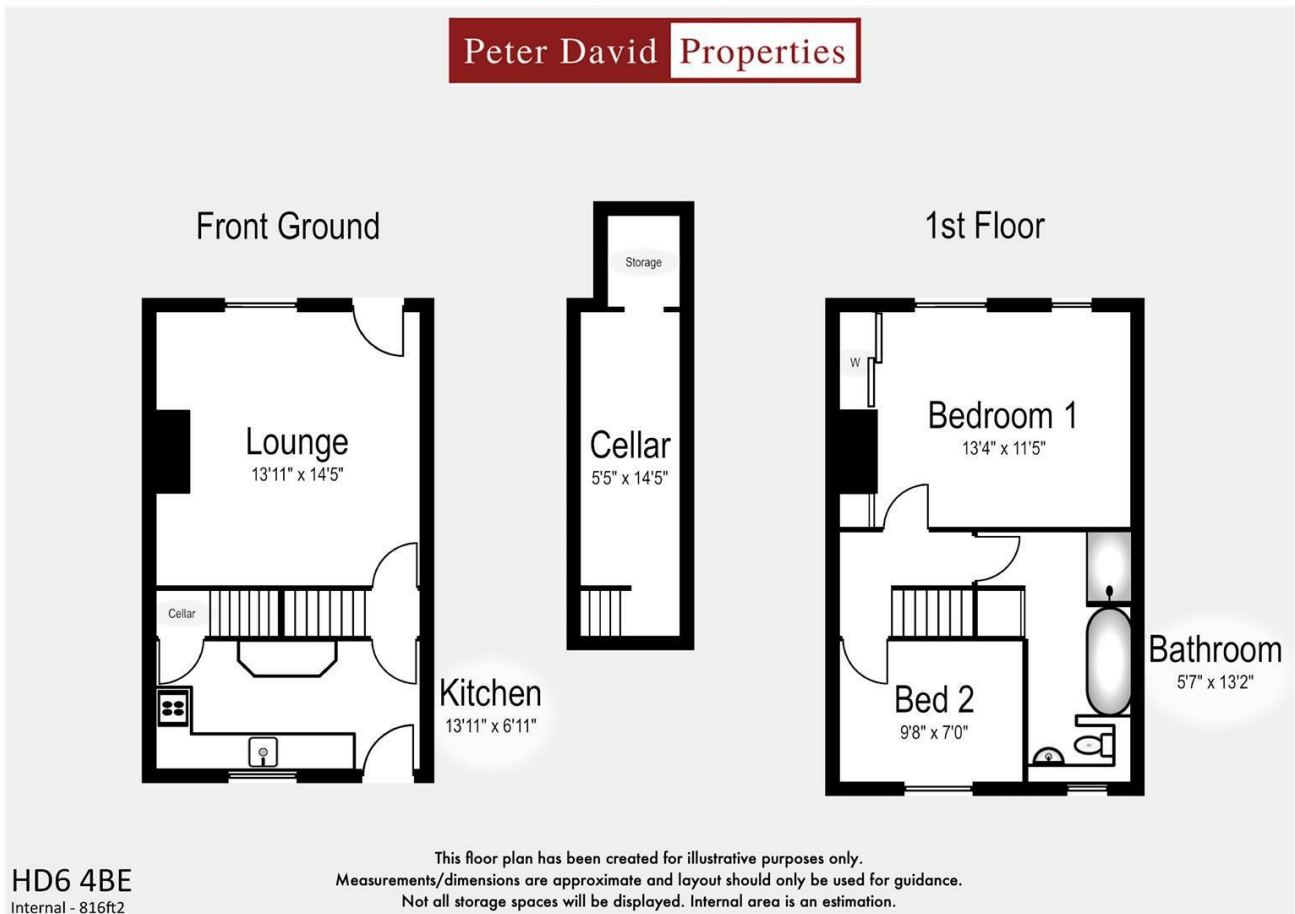 Peter David Properties
Front Ground
1st Floor
Storage
W
Lounge
13'11" x 14'5"
Cellar
5'5" x 14'5"
Bedroom 1
13'4" x 11'5"
Cellar
Kitchen
13'11" x 6'11"
Bed 2
9'8" x 7'0"
Bathroom
5'7" x 13'2"
This floor plan has been created for illustrative purposes only.
Measurements/dimensions are approximate and layout should only be used for guidance.
Not all storage spaces will be displayed. Internal area is an estimation.
HD6 4BE
Internal - 816ft2